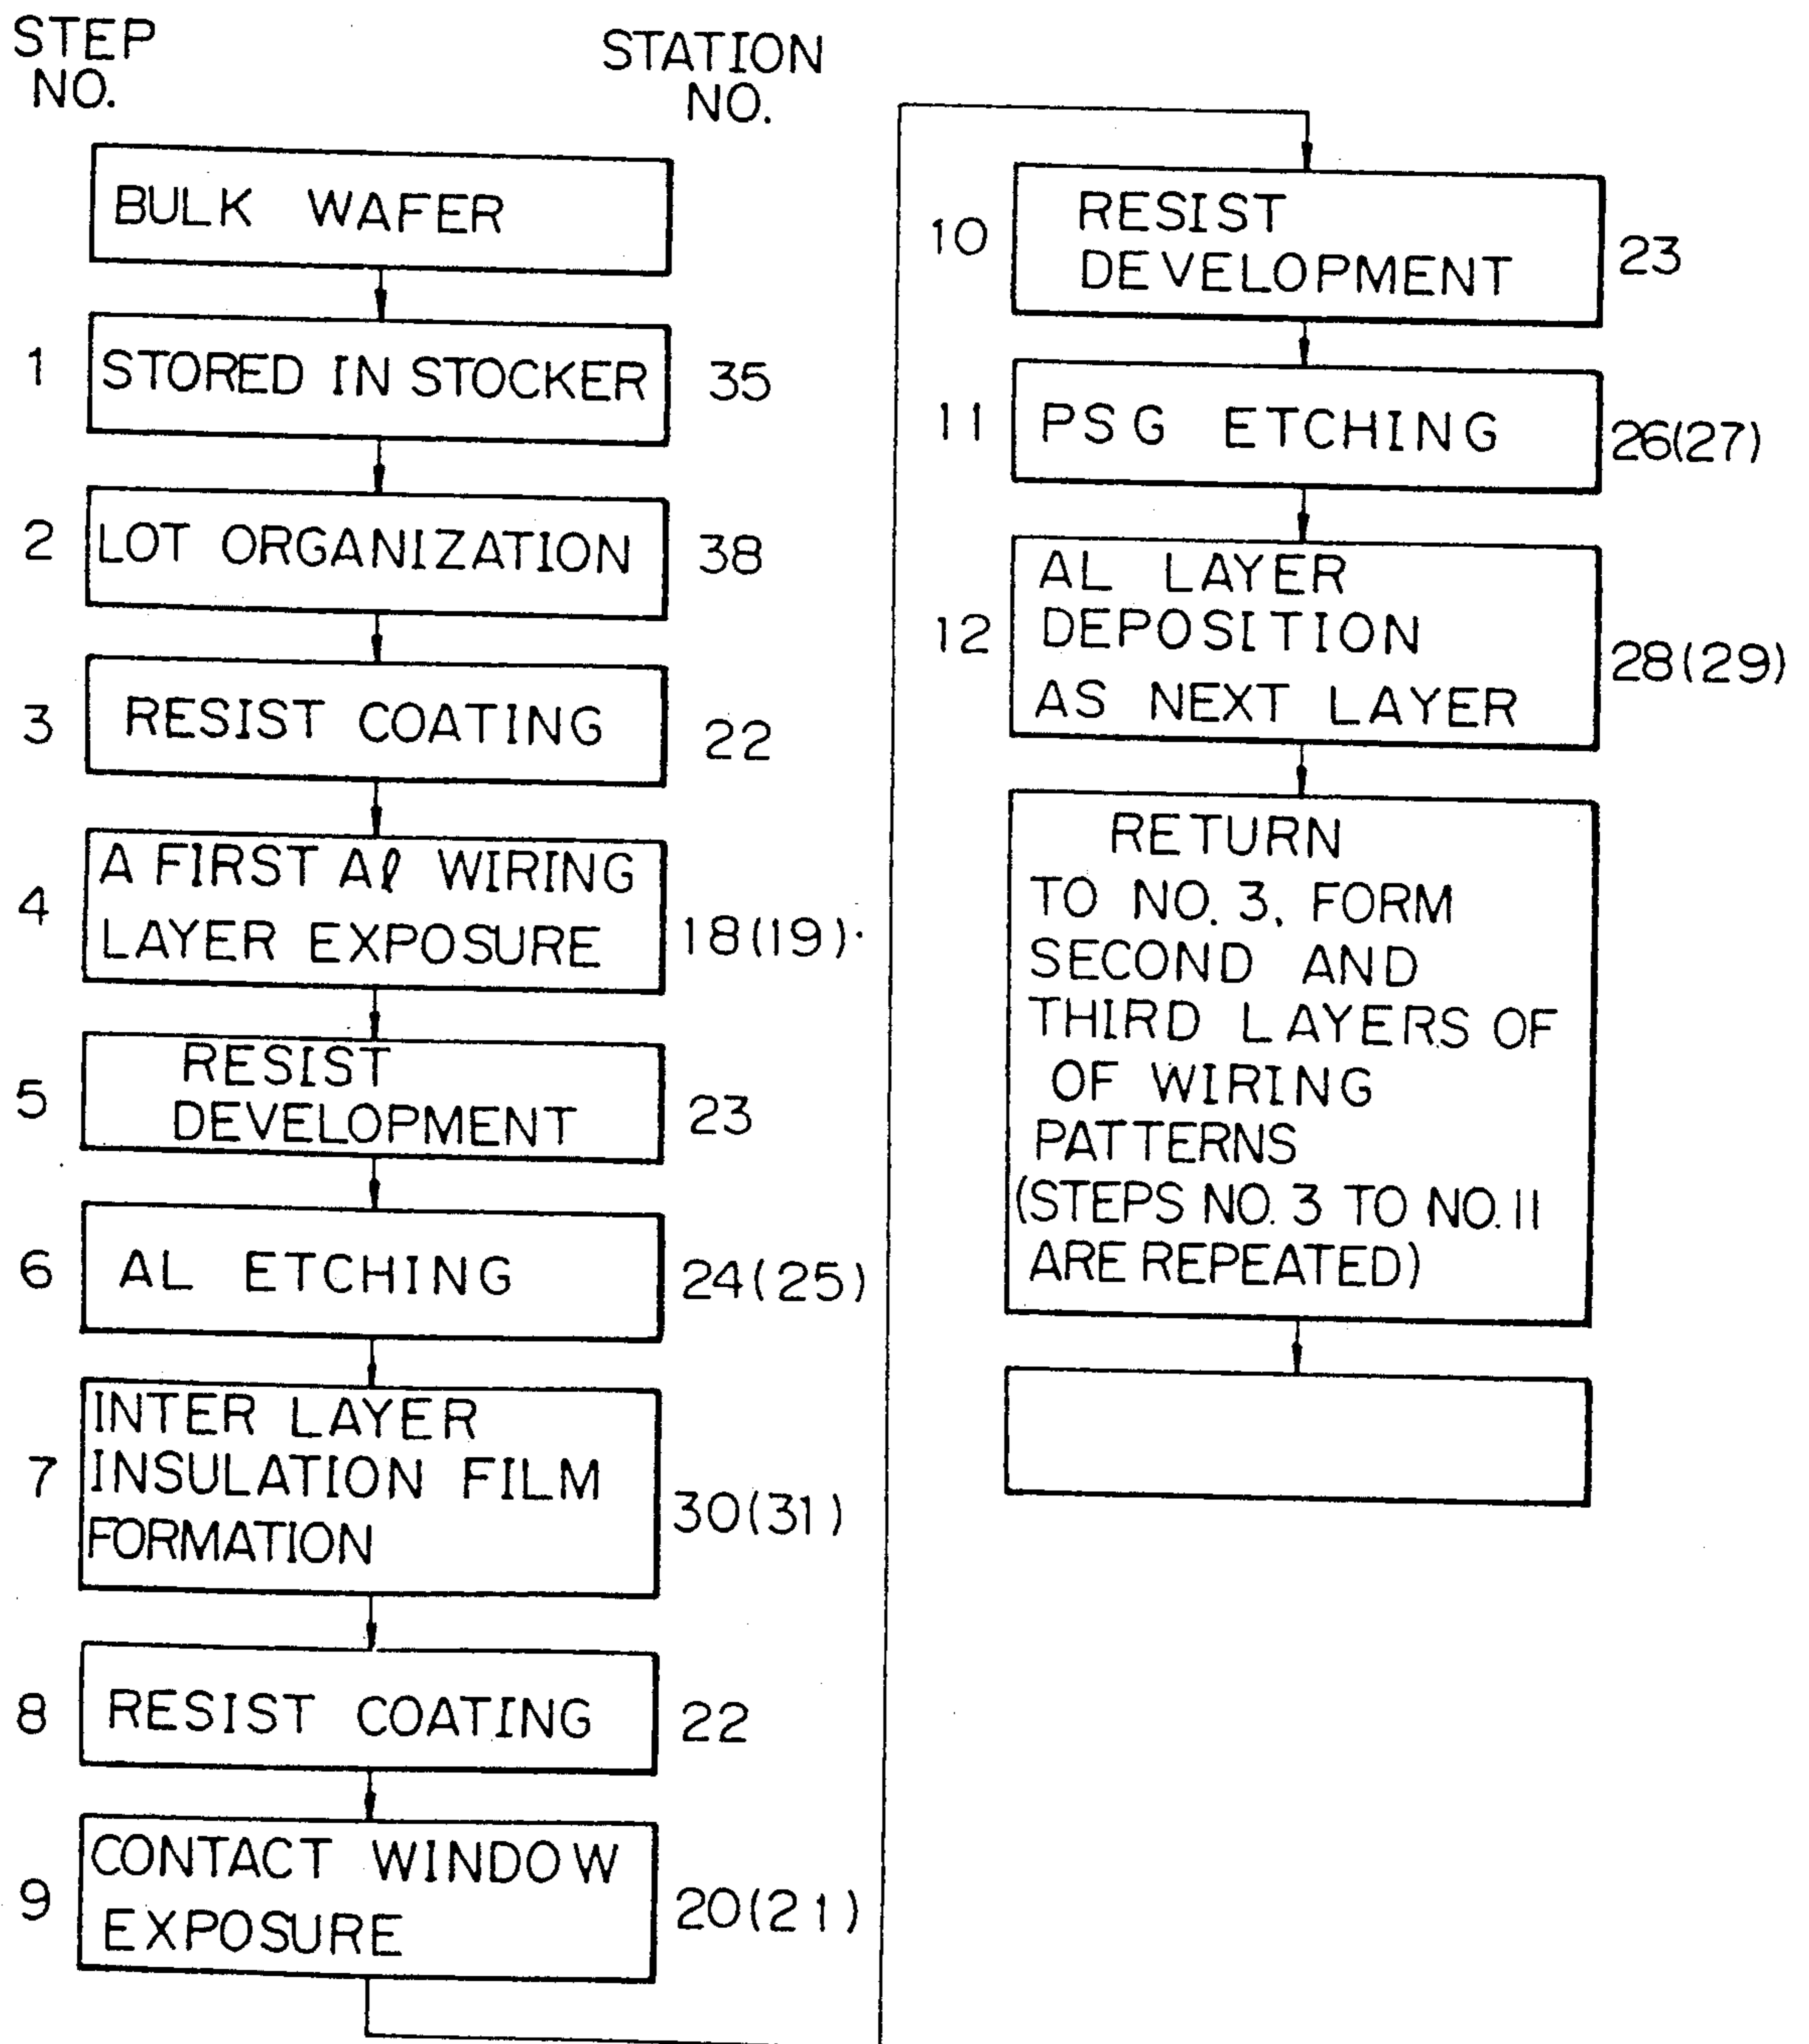 STEP
NO.
STATION
NO.
BULK WAFER
1
STORED IN STOCKER
35
2
LOT ORGANIZATION
38
3
RESIST COATING
22
4
A FIRST Aℓ WIRING
LAYER EXPOSURE
18(19)
5
RESIST
DEVELOPMENT
23
6
AL ETCHING
24(25)
7
INTER LAYER
INSULATION FILM
FORMATION
30(31)
8
RESIST COATING
22
9
CONTACT WINDOW
EXPOSURE
20(21)
10
RESIST
DEVELOPMENT
23
11
PSG ETCHING
26(27)
12
AL LAYER
DEPOSITION
AS NEXT LAYER
28(29)
RETURN
TO NO. 3, FORM
SECOND AND
THIRD LAYERS OF
OF WIRING
PATTERNS
(STEPS NO. 3 TO NO. 11
ARE REPEATED)